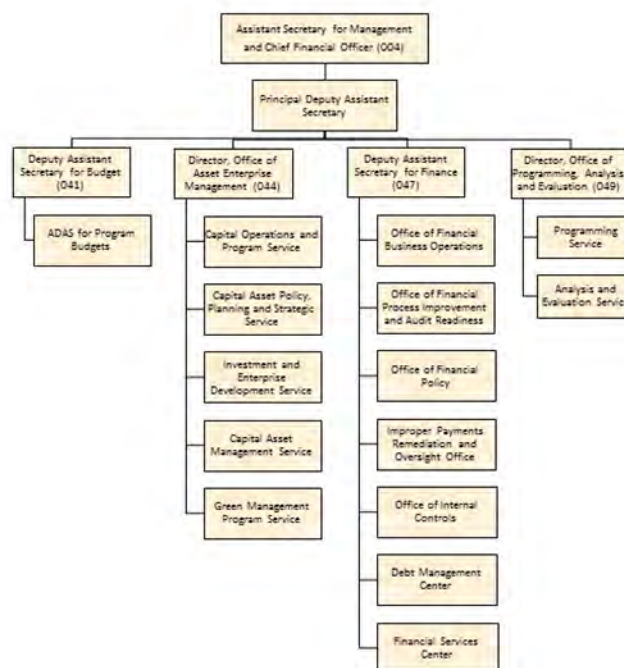 Assistant Secretary for Management
and Chief Financial Officer (004)
Principal Deputy Assistant
Secretary
Deputy Assistant
Secretary for Budget
(041)
ADAS for Program
Budgets
Director, Office of
Asset Enterprise
Management (044)
Capital Operations and
Program Service
Capital Asset Policy,
Planning and Strategic
Service
Investment and
Enterprise
Development Service
Capital Asset
Management Service
Green Management
Program Service
Deputy Assistant
Secretary for Finance
(047)
Office of Financial
Business Operations
Office of Financial
Process Improvement
and Audit Readiness
Office of Financial
Policy
Improper Payments
Remediation and
Oversight Office
Office of Internal
Controls
Debt Management
Center
Financial Services
Center
Director, Office of
Programming, Analysis
and Evaluation (049)
Programming
Service
Analysis and
Evaluation Service